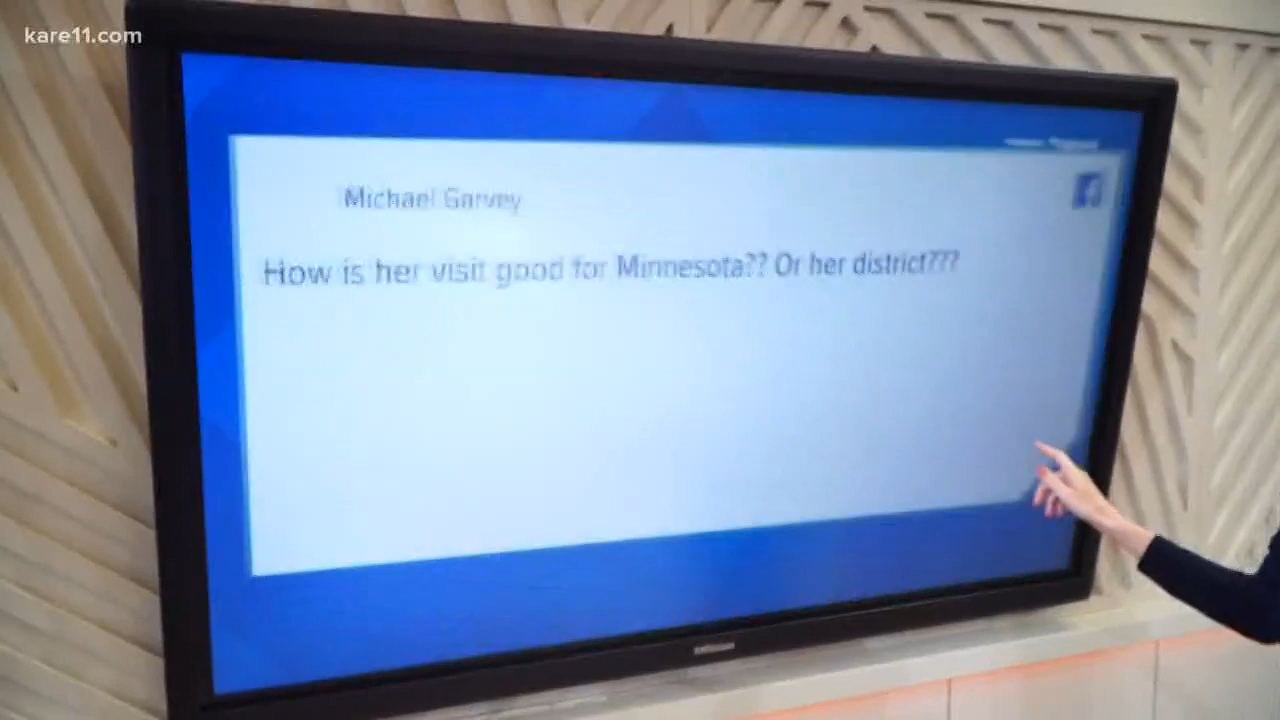 kare11.com
Michael Garvey
How is her visit good for Minnesota?? Or her district???